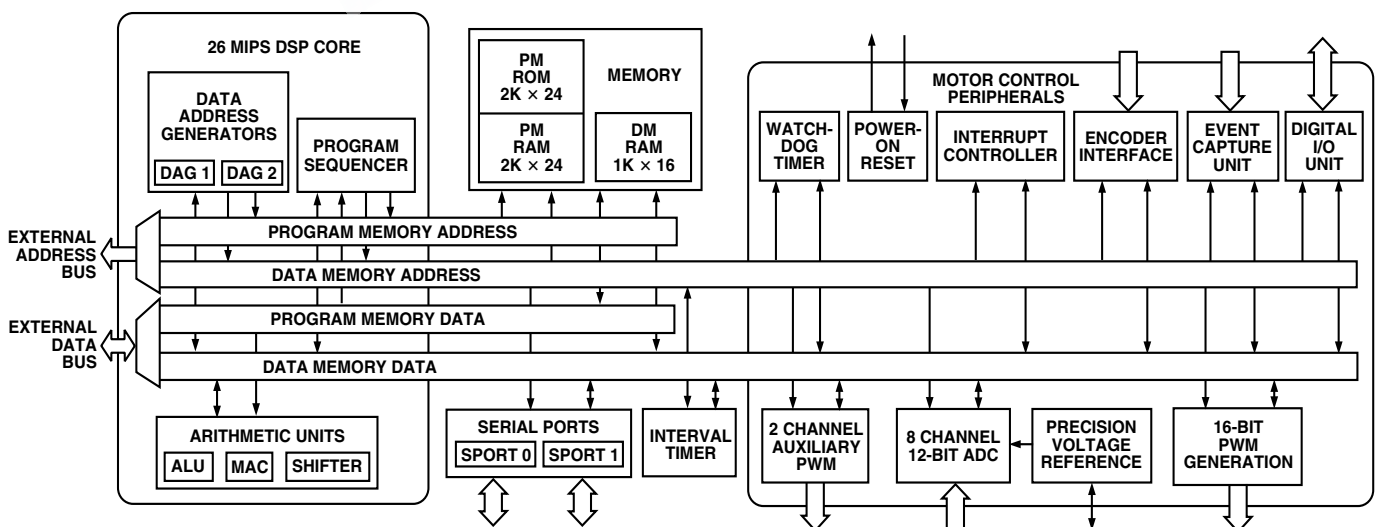 26 MIPS DSP CORE
DATA
ADDRESS
GENERATORS
DAG 1
DAG 2
PROGRAM
SEQUENCER
PM
ROM
2K × 24
MEMORY
PM
RAM
2K × 24
DM
RAM
1K × 16
MOTOR CONTROL
PERIPHERALS
WATCH-
DOG
TIMER
POWER-
ON
RESET
INTERRUPT
CONTROLLER
ENCODER
INTERFACE
EVENT
CAPTURE
UNIT
DIGITAL
I/O
UNIT
EXTERNAL
ADDRESS
BUS
PROGRAM MEMORY ADDRESS
DATA MEMORY ADDRESS
EXTERNAL
DATA
BUS
PROGRAM MEMORY DATA
DATA MEMORY DATA
ARITHMETIC UNITS
ALU
MAC
SHIFTER
SERIAL PORTS
SPORT 0
SPORT 1
INTERVAL
TIMER
2 CHANNEL
AUXILIARY
PWM
8 CHANNEL
12-BIT ADC
PRECISION
VOLTAGE
REFERENCE
16-BIT
PWM
GENERATION